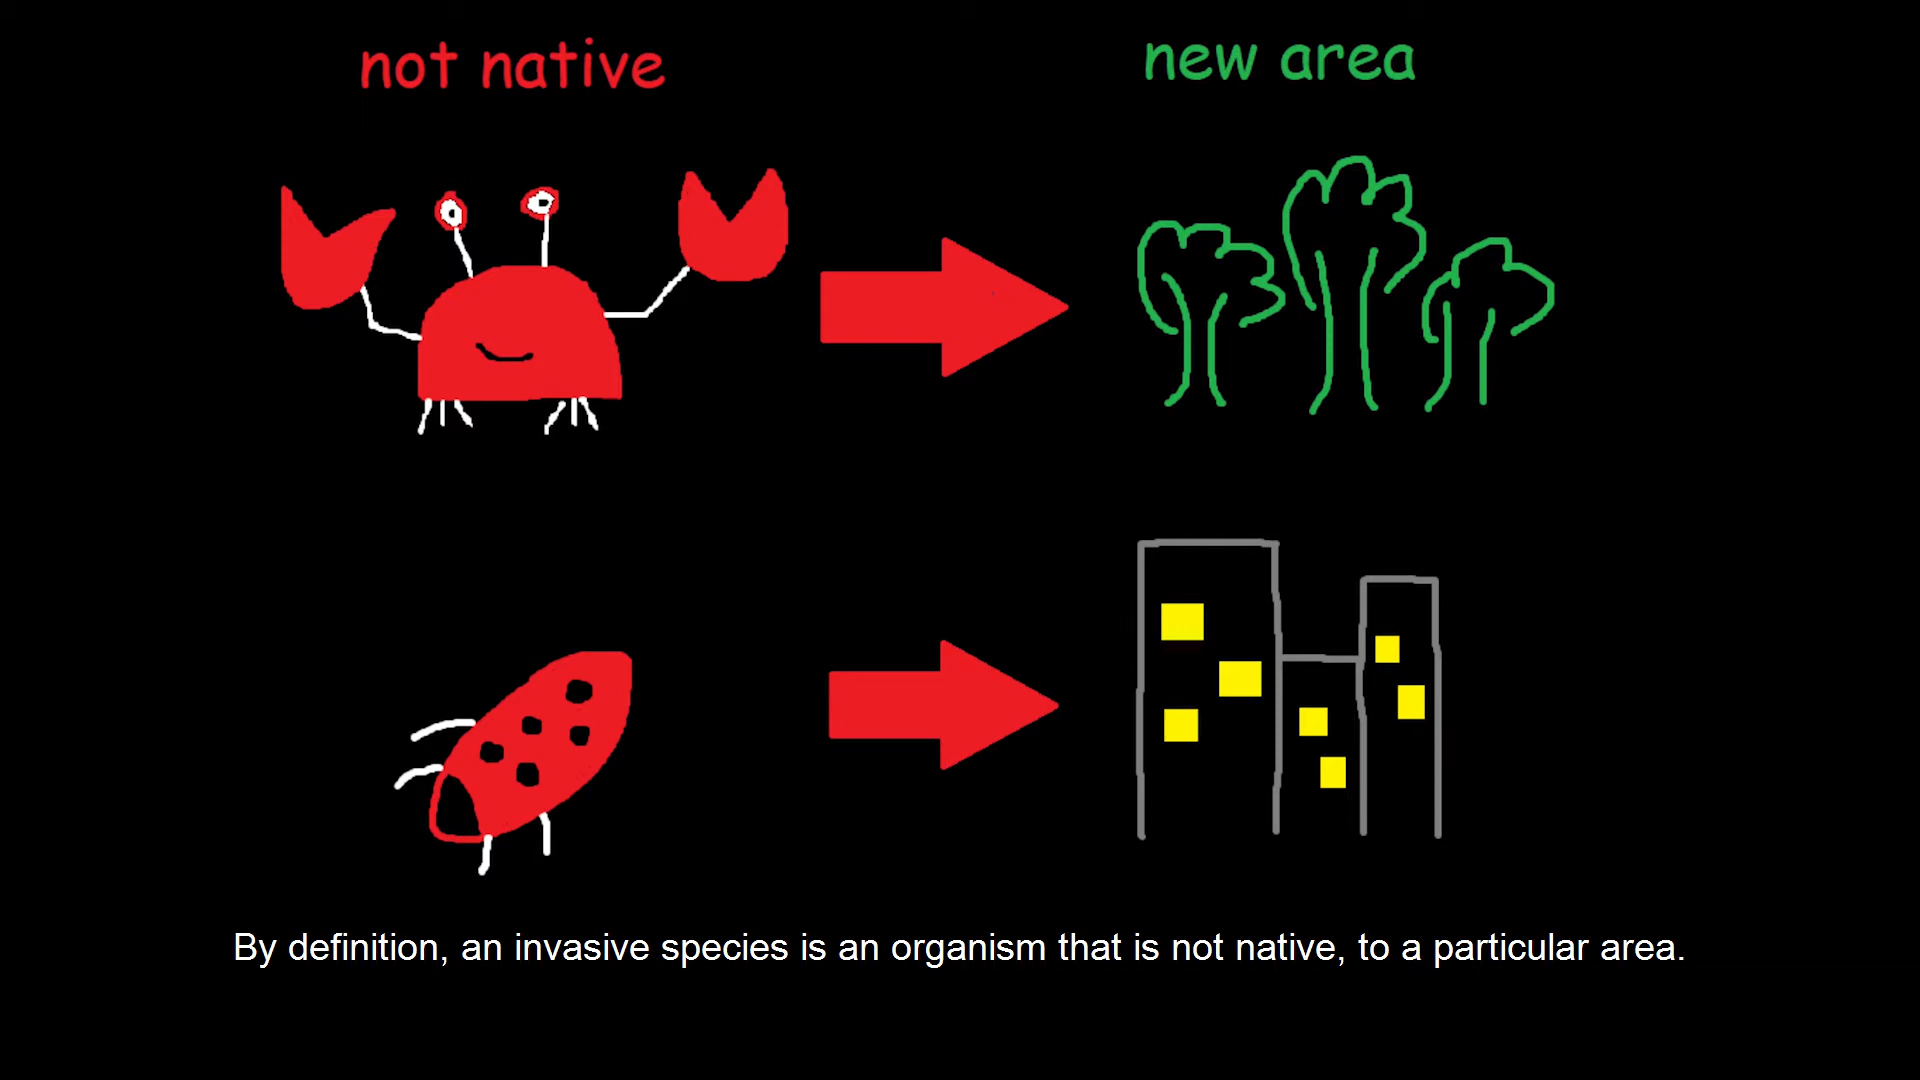 not native
new area
By definition, an invasive species is an organism that is not native, to a particular area.